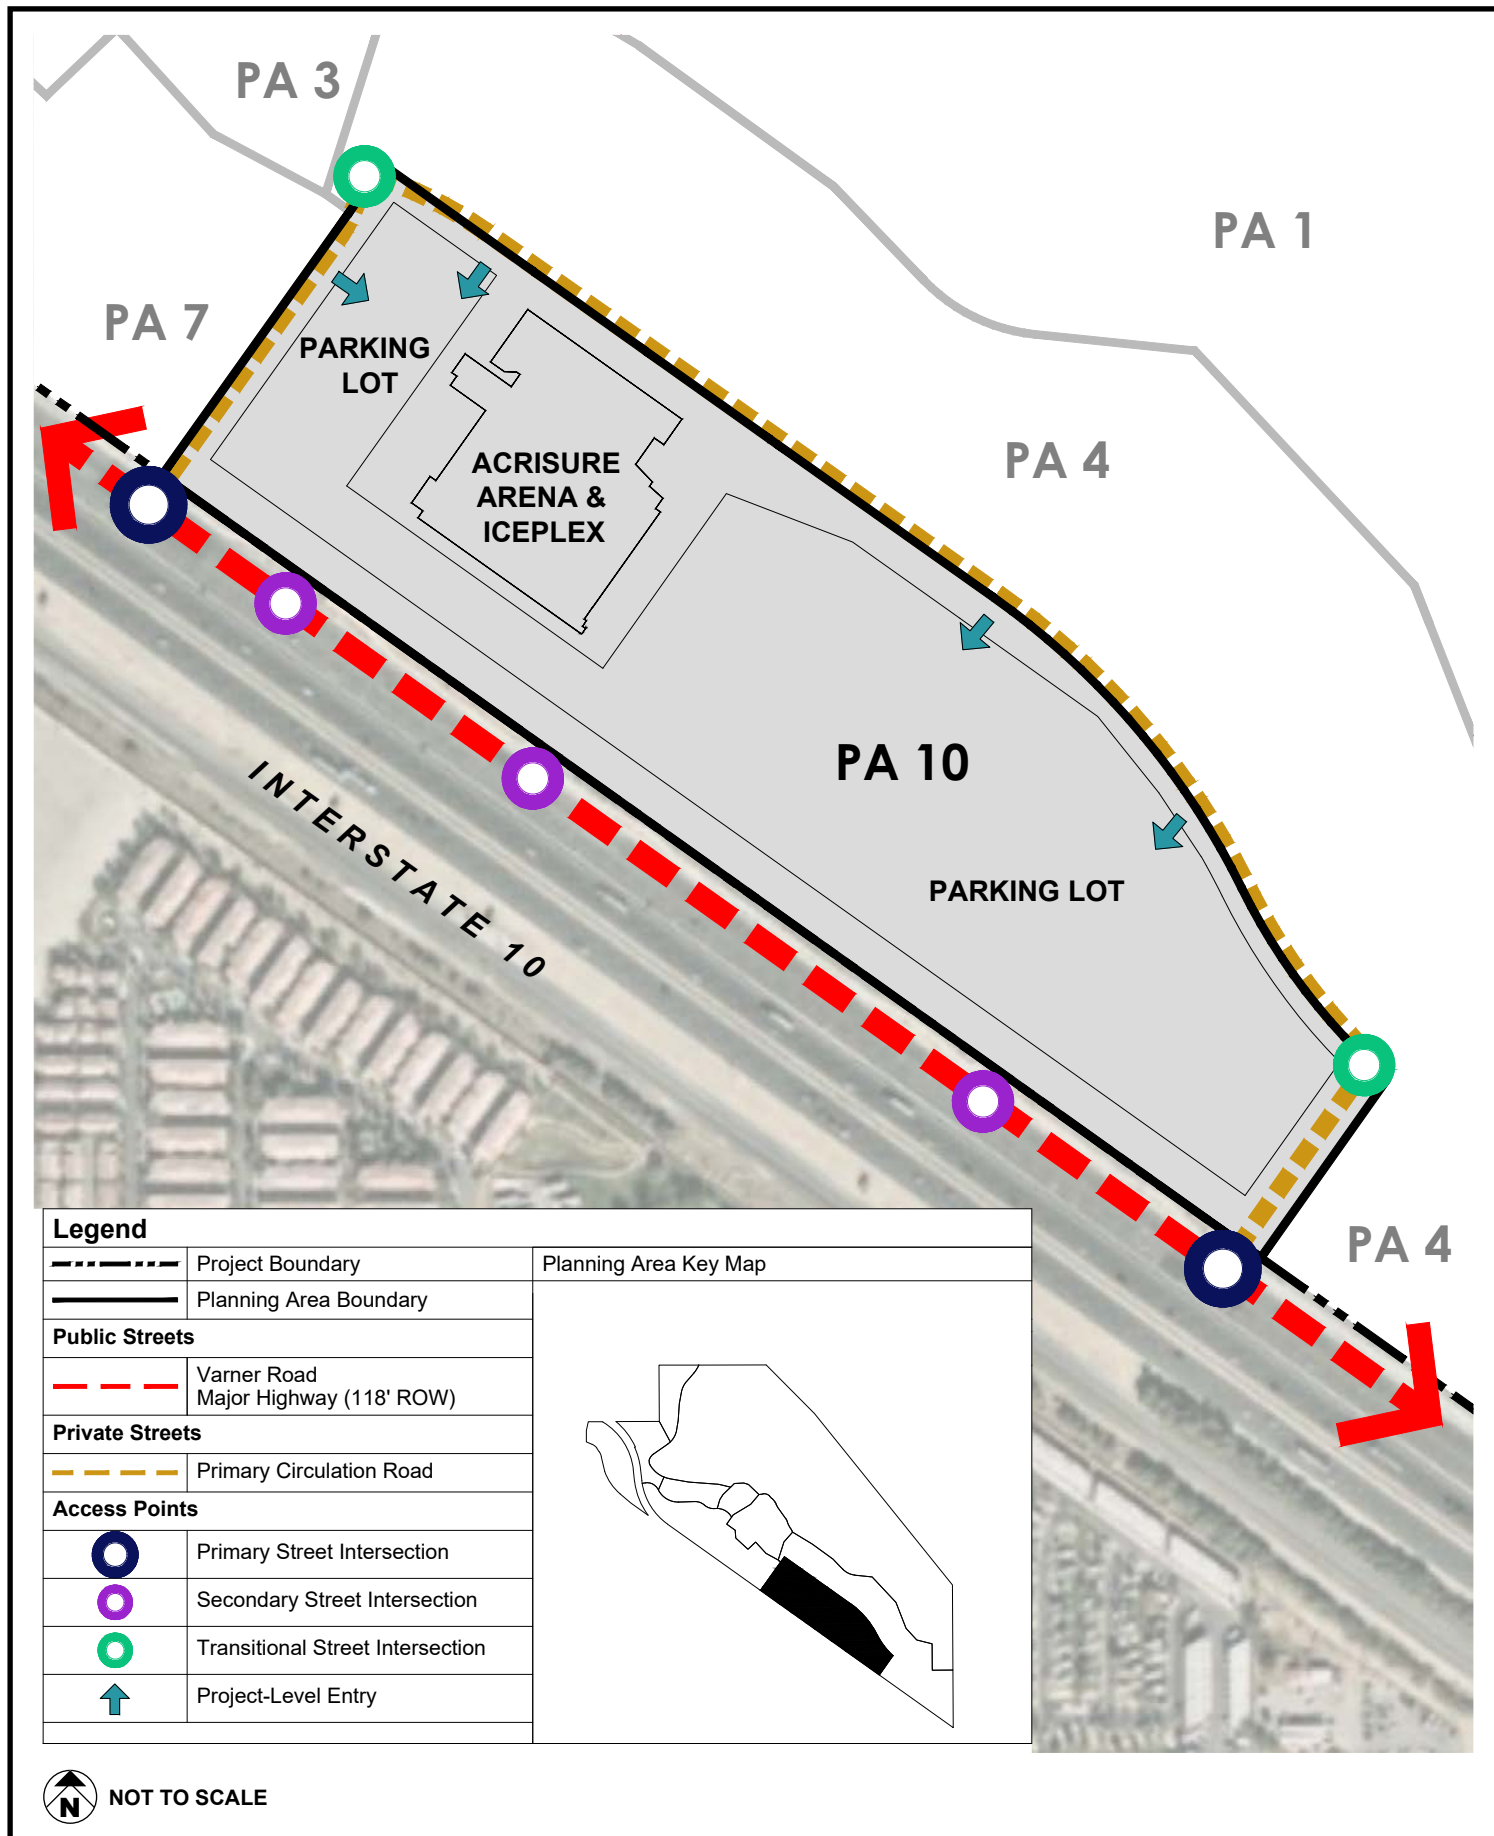 PA 3
PA 1
PA 7
PARKING
LOT
PA 4
ACRISURE
ARENA &
ICEPLEX
PA 10
INTERSTATE 10
PARKING LOT
PA 4
Legend
Project Boundary
Planning Area Key Map
Planning Area Boundary
Public Streets
Varner Road
Major Highway (118' ROW)
Private Streets
Primary Circulation Road
Access Points
Primary Street Intersection
Secondary Street Intersection
Transitional Street Intersection
Project-Level Entry
N
NOT TO SCALE